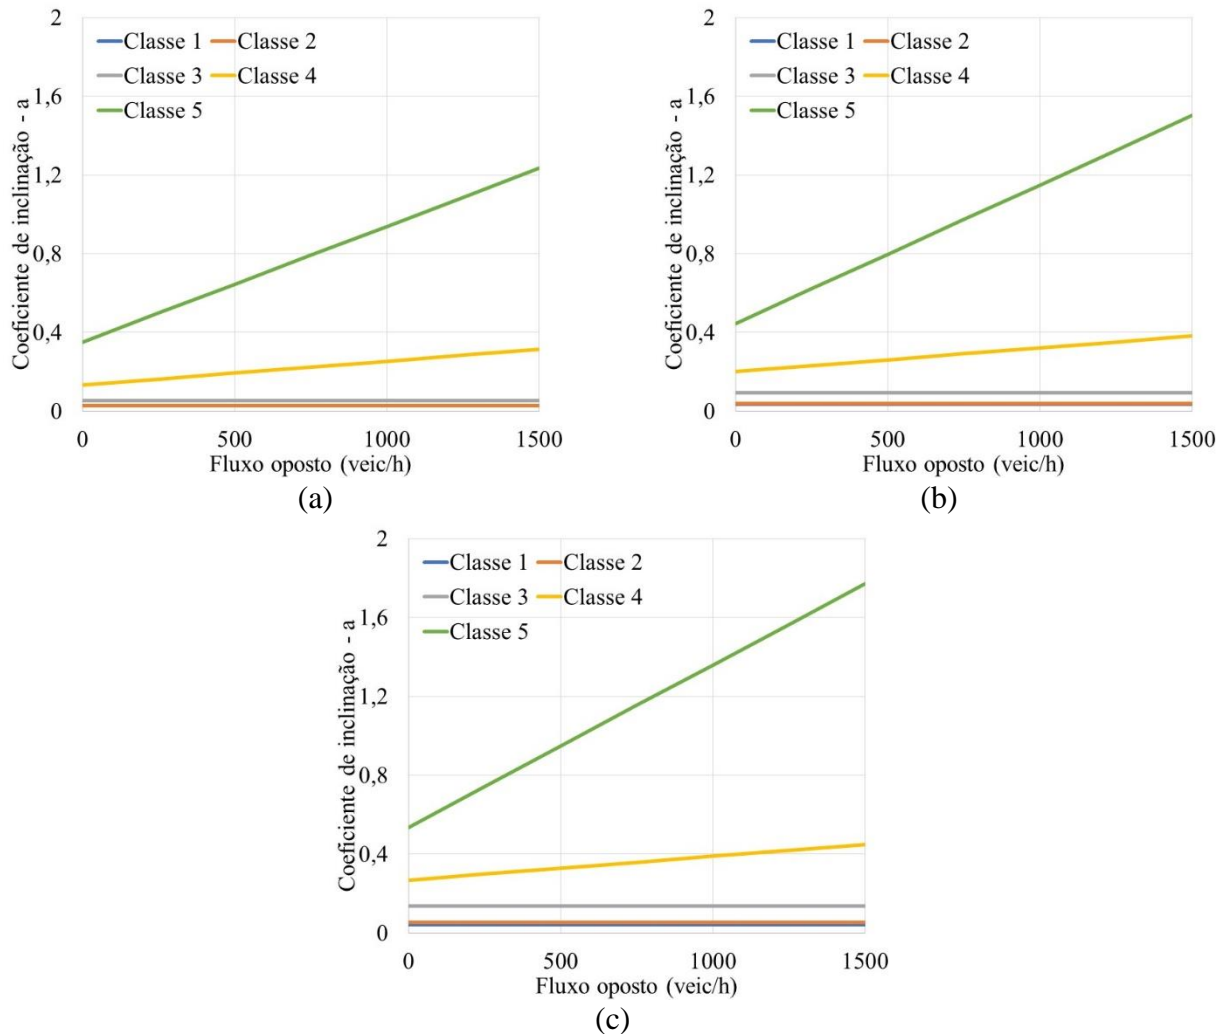 2
Classe 1 Classe 2
Classe 3 Classe 4
Classe 5
1,6
1,2
0,8
0,4
0
Coeficiente de inclinação - a
0 500 1000 1500
Fluxo oposto (veic/h)
(a)
2
Classe 1 Classe 2
Classe 3 Classe 4
Classe 5
1,6
1,2
0,8
0,4
0
Coeficiente de inclinação - a
0 500 1000 1500
Fluxo oposto (veic/h)
(b)
2
Classe 1 Classe 2
Classe 3 Classe 4
Classe 5
1,6
1,2
0,8
0,4
0
Coeficiente de inclinação - a
0 500 1000 1500
Fluxo oposto (veic/h)
(c)